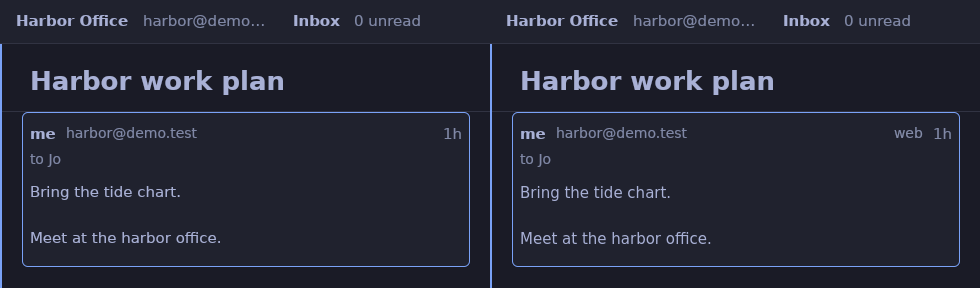 Harbor Office harbor@demo... Inbox 0 unread
Harbor work plan
me harbor@demo.test 1h
to Jo
Bring the tide chart.
Meet at the harbor office.
Harbor Office harbor@demo... Inbox 0 unread
Harbor work plan
me harbor@demo.test web 1h
to Jo
Bring the tide chart.
Meet at the harbor office.